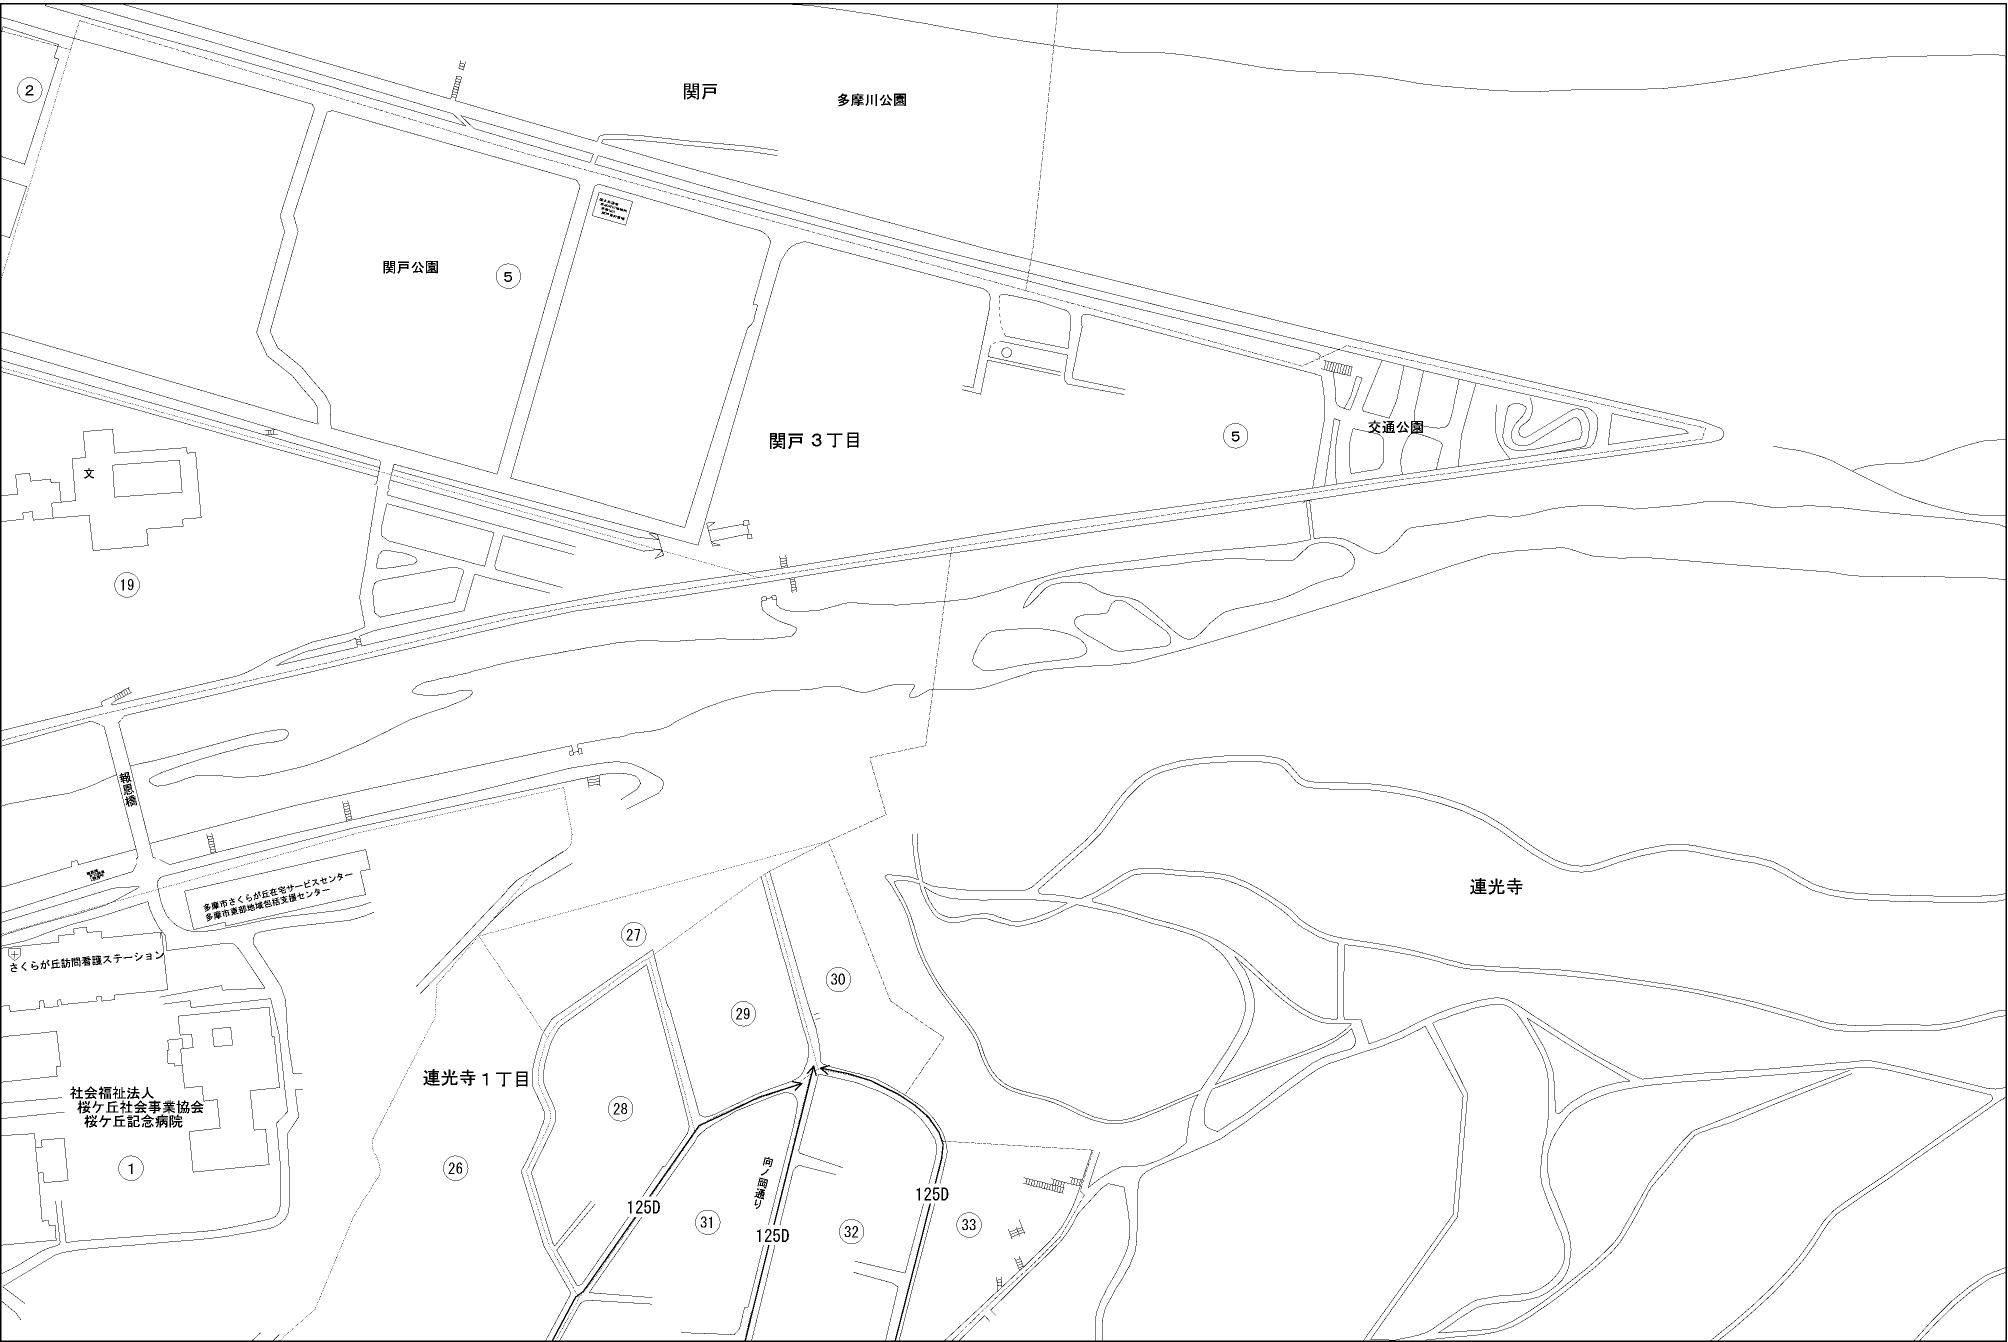 関戸
多摩川公園
2
関戸公園
5
関戸3丁目
5
交通公園
文
19
報恩橋
多摩市さくらが丘在宅サービスセンター
多摩市東部地域包括支援センター
さくらが丘訪問看護ステーション
社会福祉法人
桜ケ丘社会事業協会
桜ケ丘記念病院
1
連光寺
27
30
29
連光寺1丁目
28
26
向ノ岡通り
125D
125D
125D
31
32
33